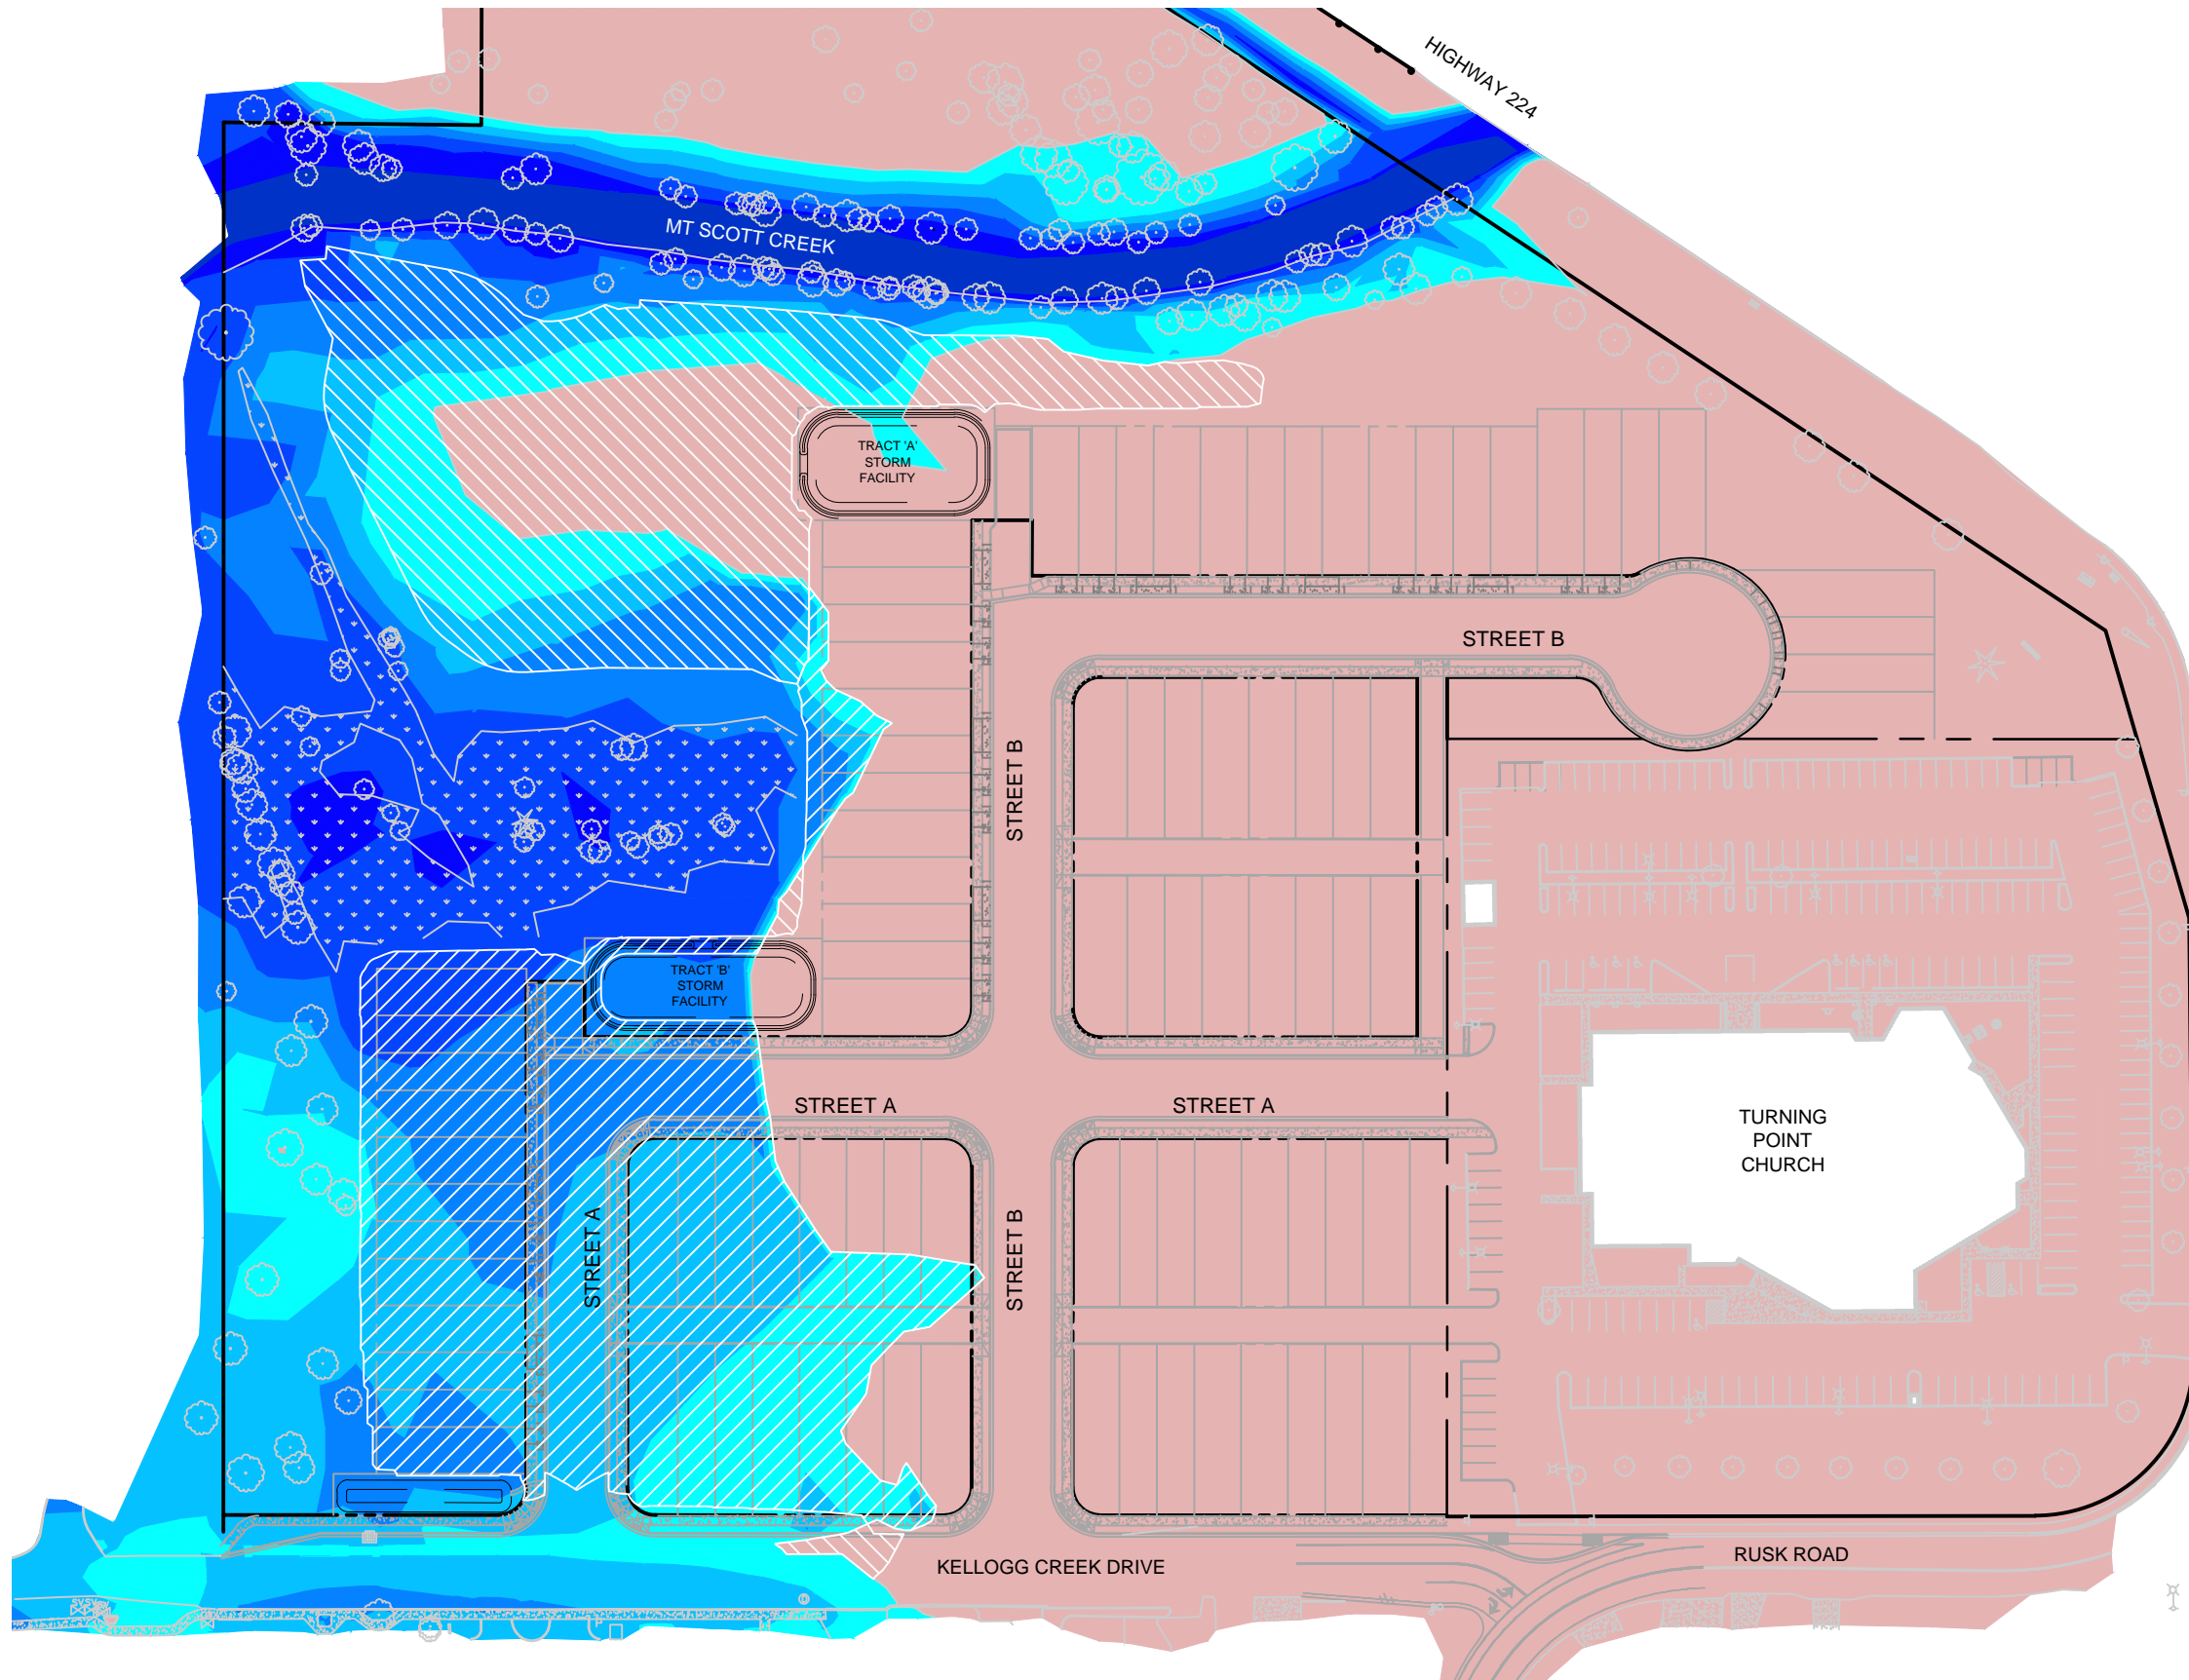 HIGHWAY 224
MT SCOTT CREEK
TRACT 'A'
STORM
FACILITY
STREET B
STREET B
TRACT 'B'
STORM
FACILITY
STREET A
STREET A
TURNING
POINT
CHURCH
STREET A
STREET B
KELLOGG CREEK DRIVE
RUSK ROAD